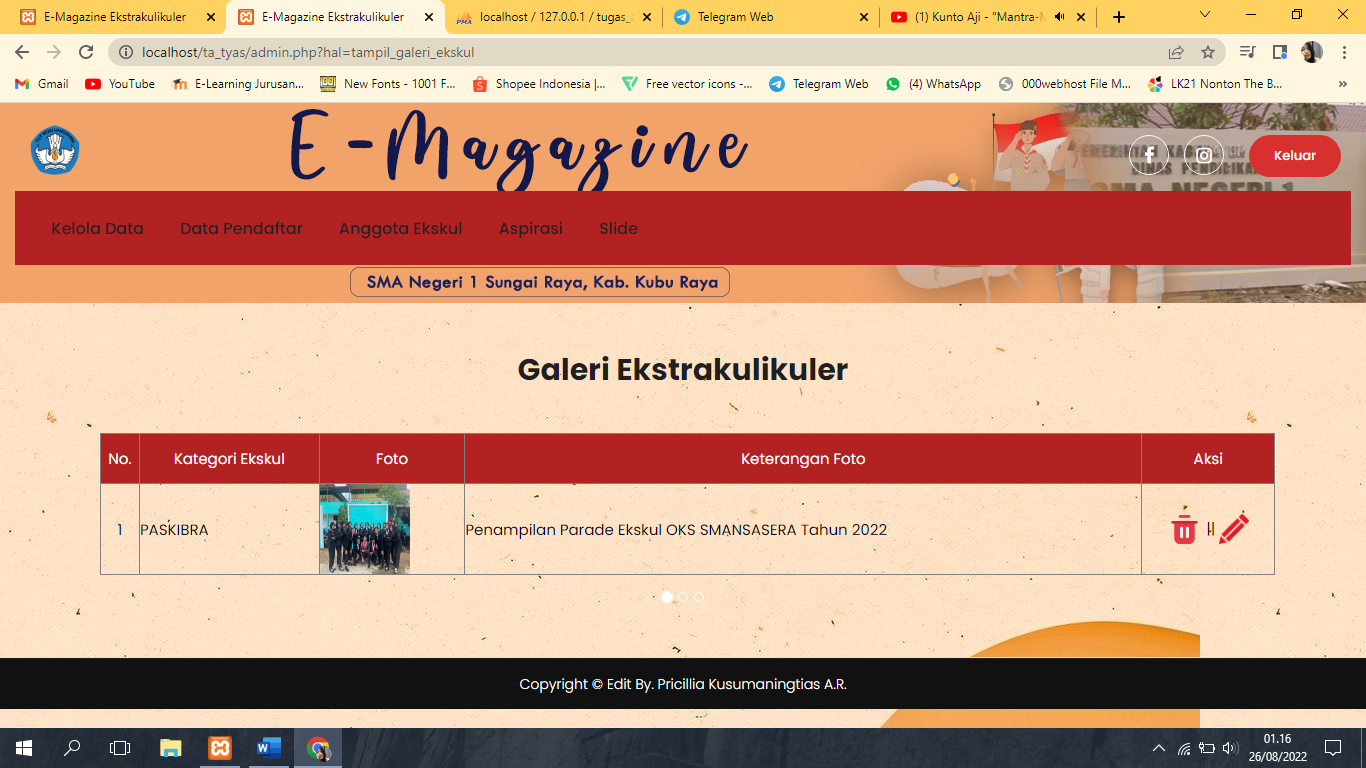 E-Magazine Ekstrakulikuler
E-Magazine Ekstrakulikuler
localhost / 127.0.0.1 / tugas_a
Telegram Web
(1) Kunto Aji - "Mantra-M
localhost/ta_tyas/admin.php?hal=tampil_galeri_ekskul
Gmail
YouTube
E-Learning Jurusan...
New Fonts - 1001 F...
Shopee Indonesia |...
Free vector icons -...
Telegram Web
(4) WhatsApp
000webhost File M...
LK21 Nonton The B...
»
E-Magazine
SMA NEGERI 1
Keluar
Kelola Data
Data Pendaftar
Anggota Ekskul
Aspirasi
Slide
SMA Negeri 1 Sungai Raya, Kab. Kubu Raya
Galeri Ekstrakulikuler
No. Kategori Ekskul Foto Keterangan Foto Aksi
1 PASKIBRA Penampilan Parade Ekskul OKS SMANSASERA Tahun 2022 ||
Copyright © Edit By. Pricillia Kusumaningtias A.R.
01.16
26/08/2022